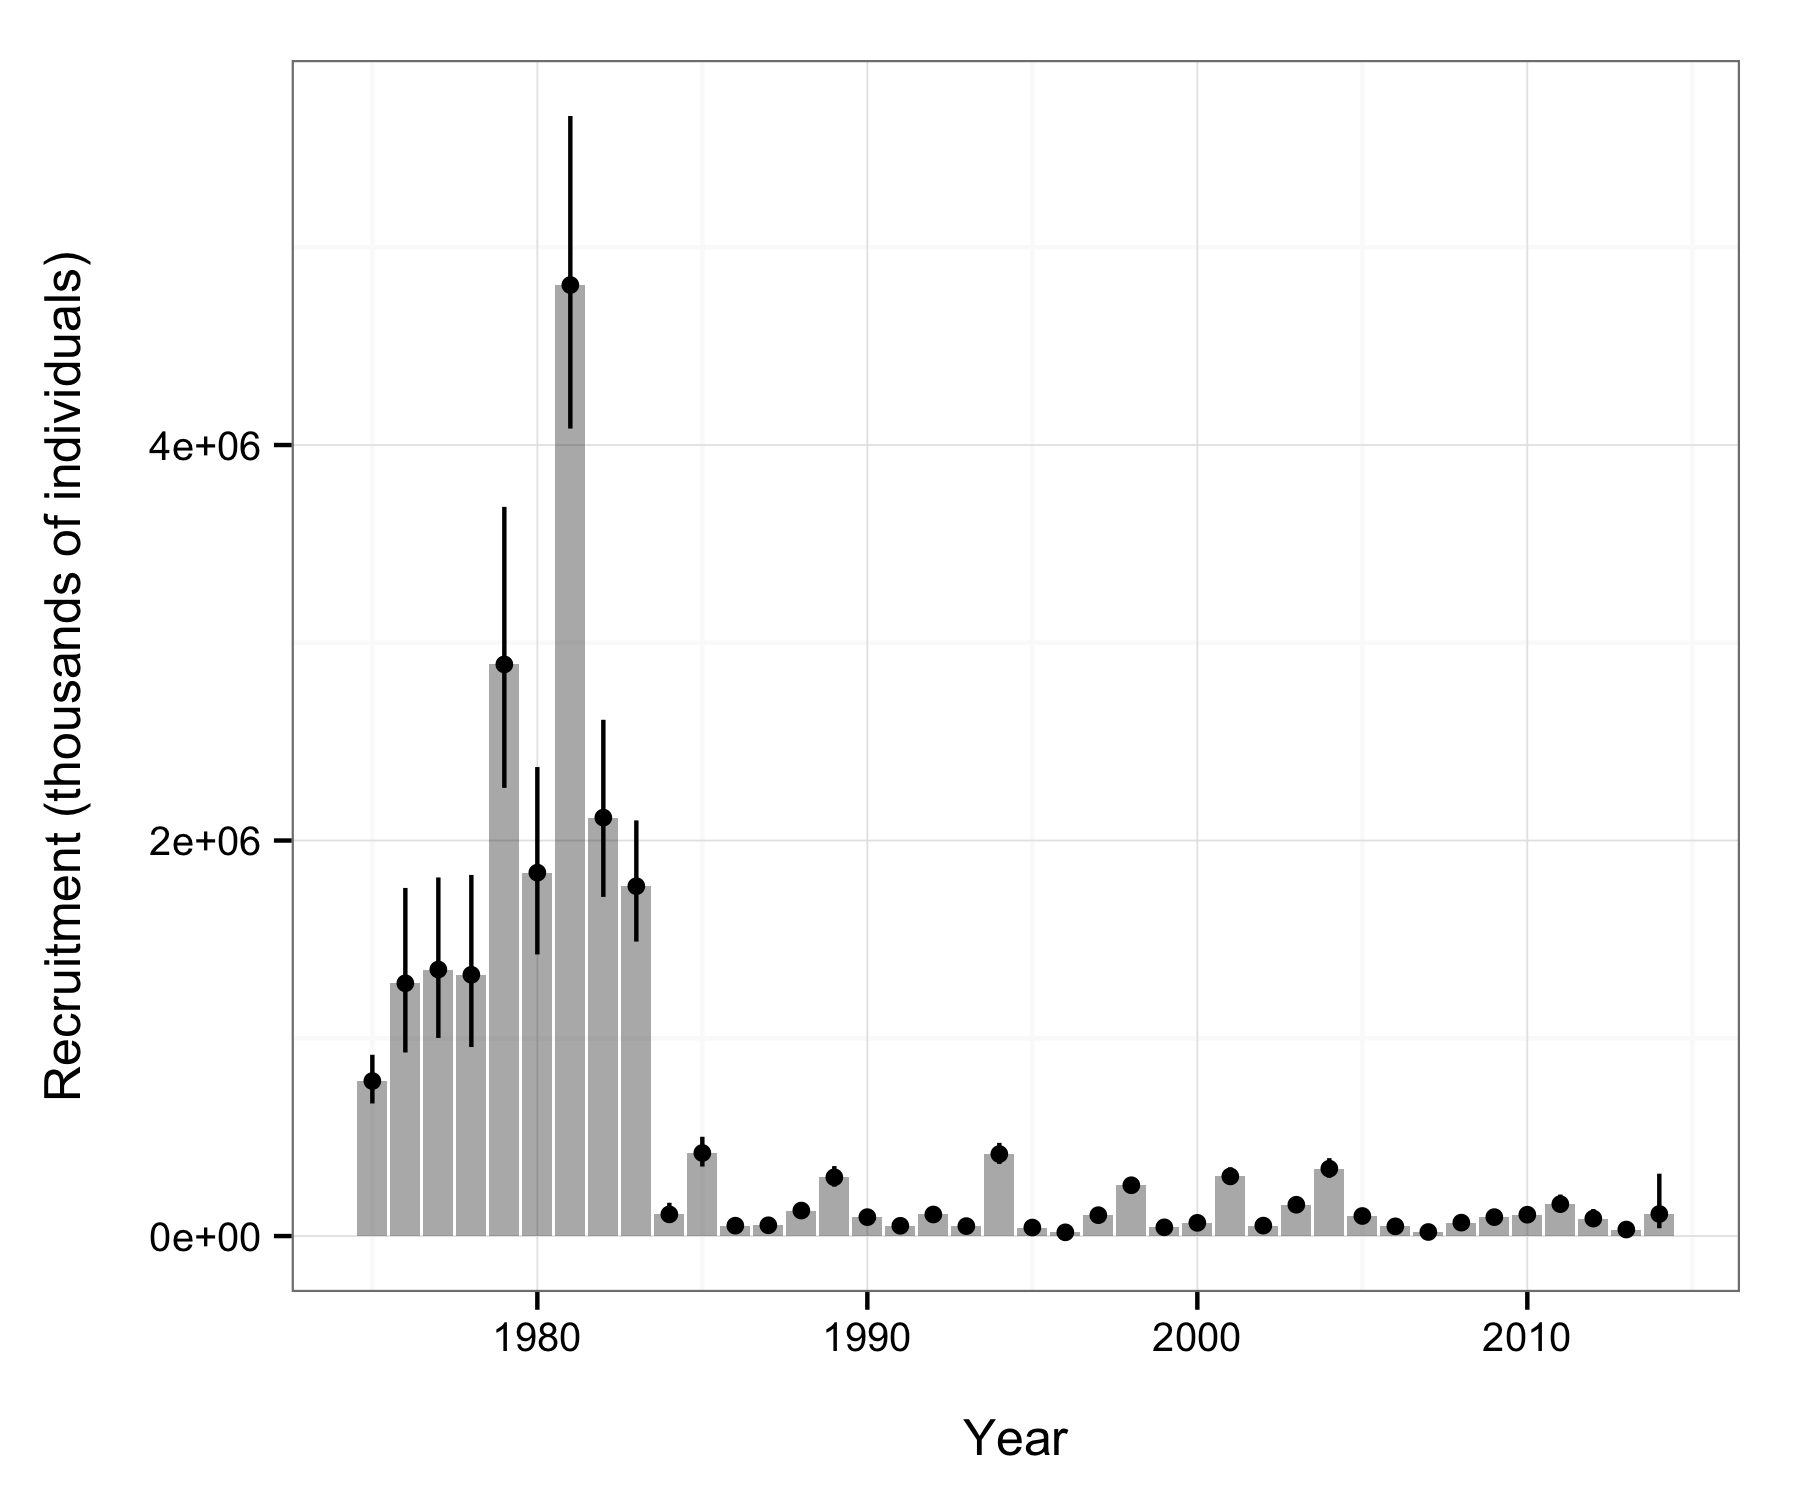 Recruitment (thousands of individuals)
4e+06
2e+06
0e+00
1980
1990
2000
2010
Year